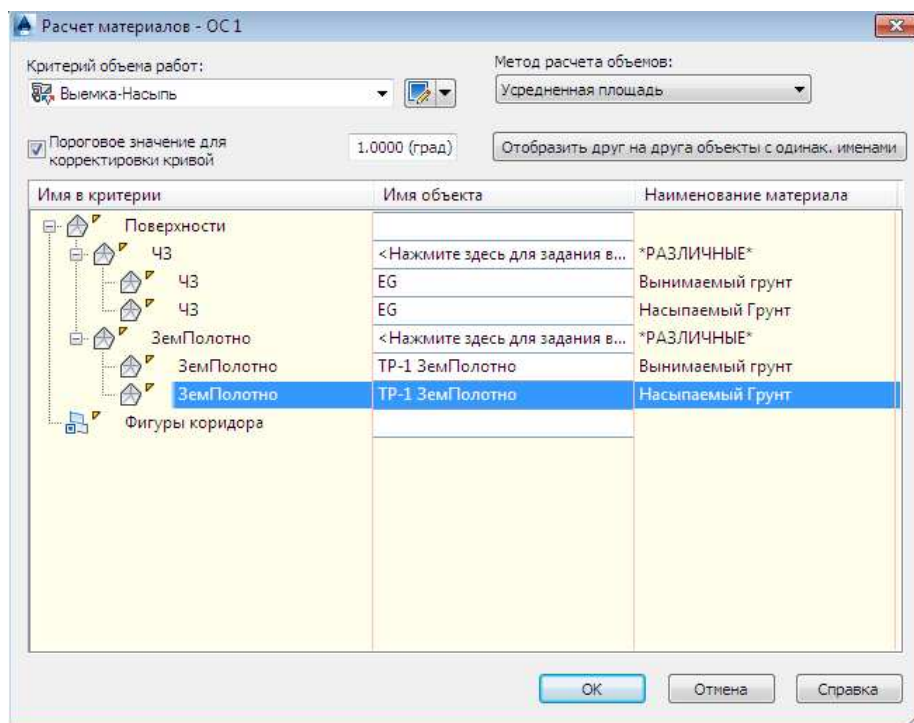 Расчет материалов - ОС 1
Критерий объема работ:
Метод расчета объемов:
Выемка-Насыпь
Усредненная площадь
Пороговое значение для
корректировки кривой
1.0000 (град)
Отобразить друг на друга объекты с одинак. именами
Имя в критерии Имя объекта Наименование материала
Поверхности
ЧЗ <Нажмите здесь для задания в... *РАЗЛИЧНЫЕ*
ЧЗ EG Вынимаемый грунт
ЧЗ EG Насыпаемый Грунт
ЗемПолотно <Нажмите здесь для задания в... *РАЗЛИЧНЫЕ*
ЗемПолотно ТР-1 ЗемПолотно Вынимаемый грунт
ЗемПолотно ТР-1 ЗемПолотно Насыпаемый Грунт
Фигуры коридора
ОК Отмена Справка